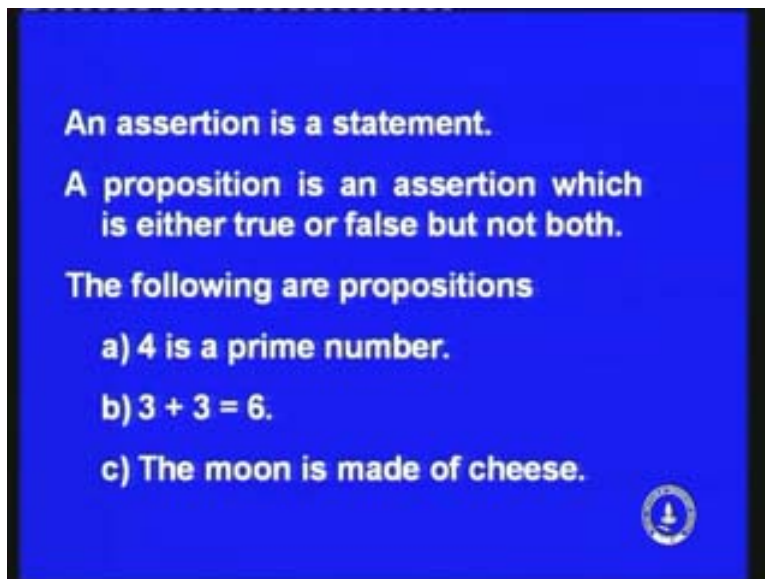 An assertion is a statement.
A proposition is an assertion which
is either true or false but not both.
The following are propositions
a) 4 is a prime number.
b) 3 + 3 = 6.
c) The moon is made of cheese.